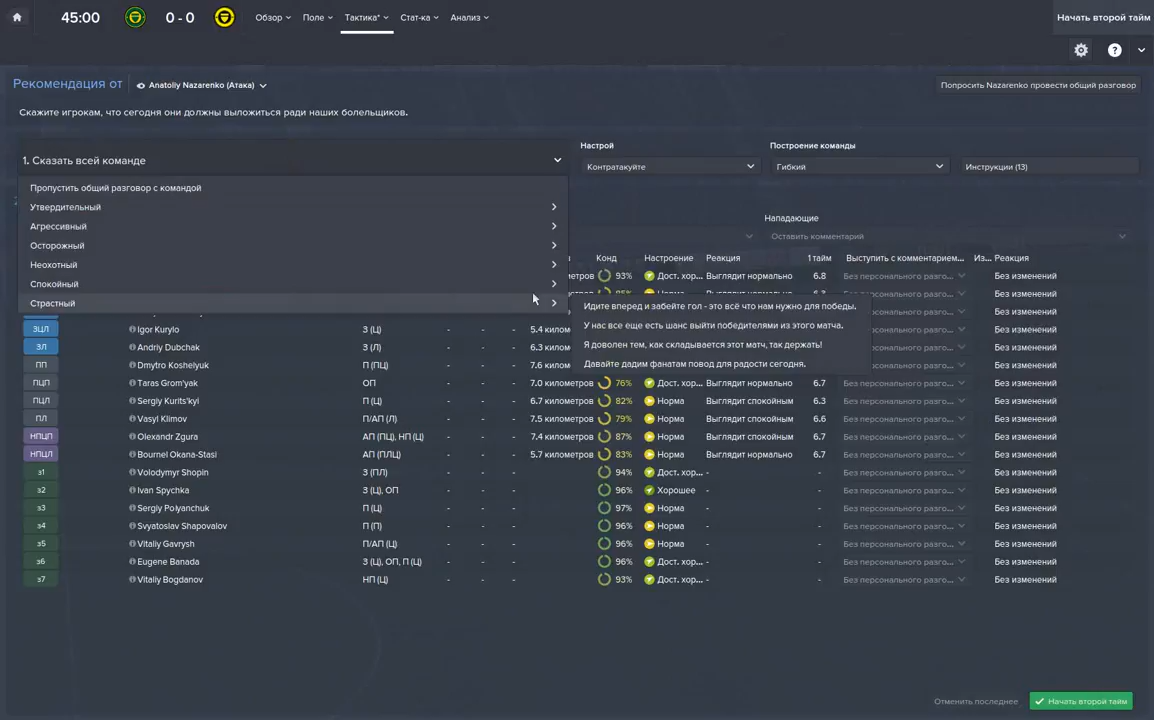 45:00 0 - 0 Обзор Поле Тактика* Стат-ка Анализ Начать второй тайм
Рекомендация от Anatoliy Nazarenko (Атака) Попросить Nazarenko провести общий разговор
Скажите игрокам, что сегодня они должны выложиться ради наших болельщиков.
Настрой Построение команды
1. Сказать всей команде Контратакуйте Гибкий Инструкции (13)
Пропустить общий разговор с командой
Утвердительный
Нападающие
Агрессивный
Оставить комментарий
Осторожный
Конд Настроение Реакция 1 тайм Выступить с комментарием... Из... Реакция
Неохотный
метров 93% Дост. хор... Выглядит нормально 6.8 Без персонального разго... Без изменений
Спокойный
Без персонального разго... Без изменений
Страстный
Идите вперед и забейте гол - это всё что нам нужно для победы.
У нас все еще есть шанс выйти победителями из этого матча.
Я доволен тем, как складывается этот матч, так держать!
Давайте дадим фанатам повод для радости сегодня.
ЗЦЛ Igor Kurylo З (Ц) 5.4 килом Без изменений
ЗЛ Andriy Dubchak З (Л) 6.3 килом Без изменений
ПП Dmytro Koshelyuk П (ПЦ) 7.6 килом Без изменений
ПЦП Taras Grom'yak ОП 7.0 километров 76% Дост. хор... Выглядит нормально 6.7 Без персонального разго... Без изменений
ПЦЛ Sergiy Kurits'kyi П (Ц) 6.7 километров 82% Норма Выглядит спокойным 6.3 Без персонального разго... Без изменений
ПЛ Vasyl Klimov П/АП (Л) 7.5 километров 79% Норма Выглядит спокойным 6.6 Без персонального разго... Без изменений
НПЦП Olexandr Zgura АП (ПЦ), НП (Ц) 7.4 километров 87% Норма Выглядит спокойным 6.7 Без персонального разго... Без изменений
НПЦЛ Bournel Okana-Stasi АП (ПЛЦ) 5.7 километров 83% Норма Выглядит нормально 6.7 Без персонального разго... Без изменений
з1 Volodymyr Shopin З (ПЛ) - - - 94% Дост. хор... - - Без персонального разго... Без изменений
з2 Ivan Spychka З (Ц), ОП - - - 96% Хорошее - - Без персонального разго... Без изменений
з3 Sergiy Polyanchuk П (Ц) - - - 97% Норма - - Без персонального разго... Без изменений
з4 Svyatoslav Shapovalov П (П) - - - 96% Норма - - Без персонального разго... Без изменений
з5 Vitaliy Gavrysh П/АП (Ц) - - - 96% Норма - - Без персонального разго... Без изменений
з6 Eugene Banada З (Ц), ОП, П (Ц) - - - 96% Дост. хор... - - Без персонального разго... Без изменений
з7 Vitaliy Bogdanov НП (Ц) - - - 93% Дост. хор... - - Без персонального разго... Без изменений
Отменить последнее Начать второй тайм